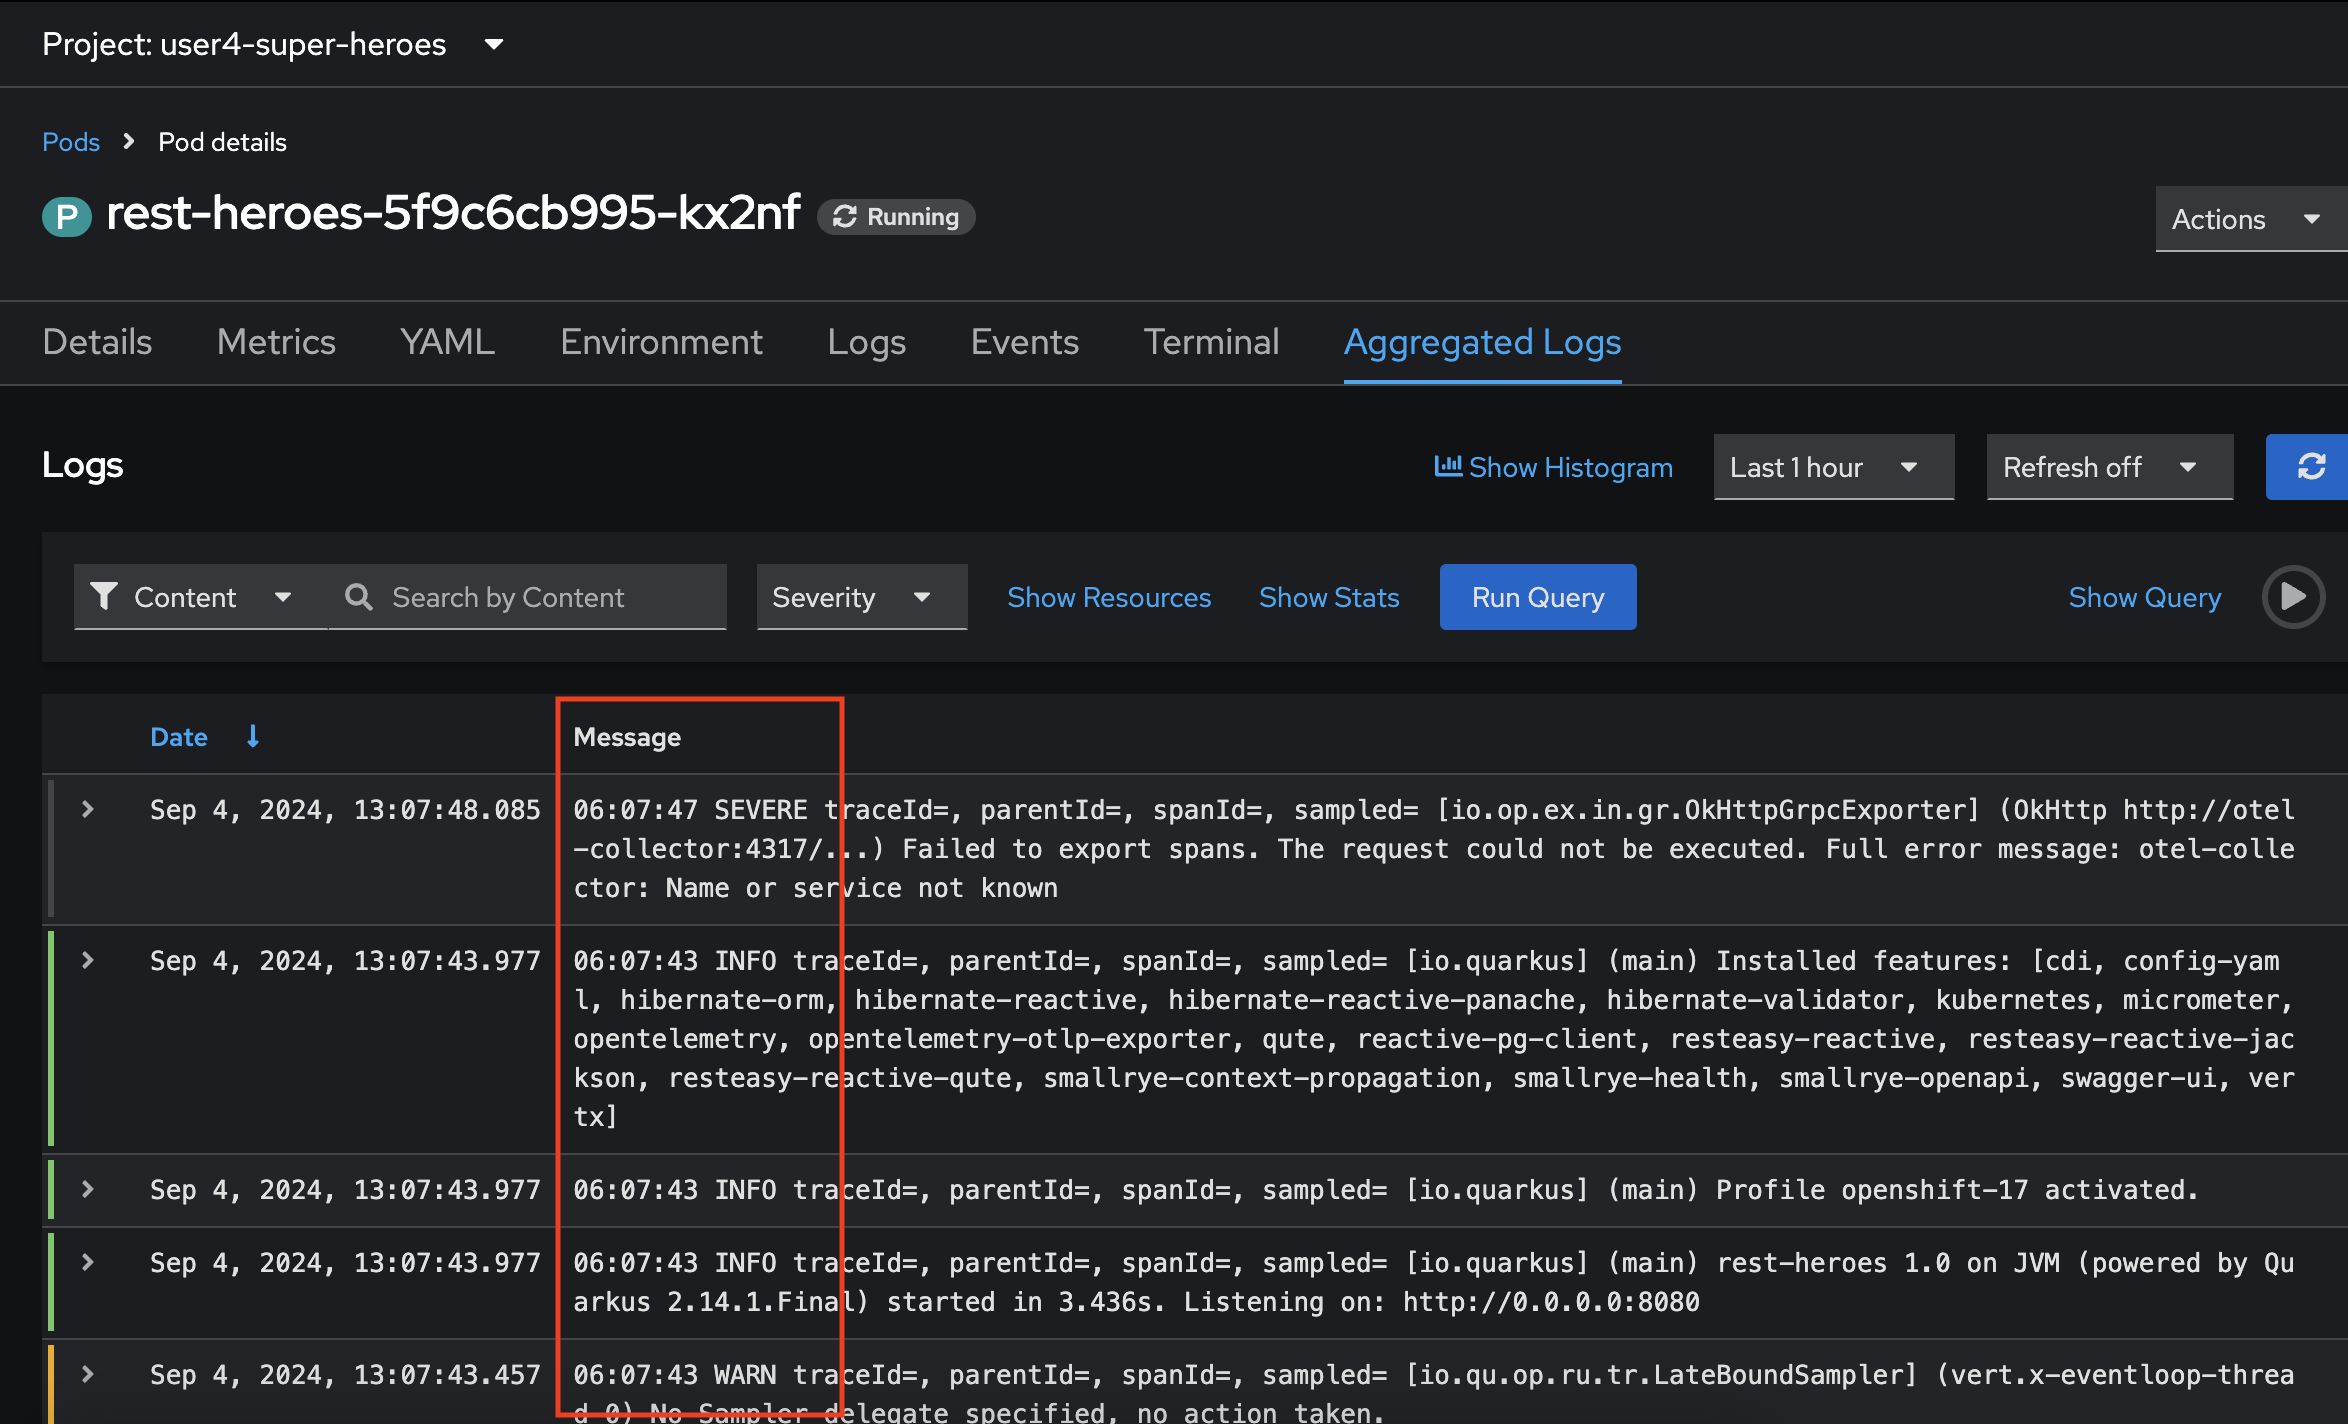 Project: user4-super-heroes
Pods
Pod details
P
rest-heroes-5f9c6cb995-kx2nf
Running
Actions
Details
Metrics
YAML
Environment
Logs
Events
Terminal
Aggregated Logs
Logs
Show Histogram
Last 1 hour
Refresh off
Content
Search by Content
Severity
Show Resources
Show Stats
Run Query
Show Query
Date
Message
Sep 4, 2024, 13:07:48.085
06:07:47 SEVERE traceId=, parentId=, spanId=, sampled= [io.op.ex.in.gr.OkHttpGrpcExporter] (OkHttp http://otel
-collector:4317/...) Failed to export spans. The request could not be executed. Full error message: otel-colle
ctor: Name or service not known
Sep 4, 2024, 13:07:43.977
06:07:43 INFO traceId=, parentId=, spanId=, sampled= [io.quarkus] (main) Installed features: [cdi, config-yam
l, hibernate-orm, hibernate-reactive, hibernate-reactive-panache, hibernate-validator, kubernetes, micrometer,
opentelemetry, opentelemetry-otlp-exporter, qute, reactive-pg-client, resteasy-reactive, resteasy-reactive-jac
kson, resteasy-reactive-qute, smallrye-context-propagation, smallrye-health, smallrye-openapi, swagger-ui, ver
tx]
Sep 4, 2024, 13:07:43.977
06:07:43 INFO traceId=, parentId=, spanId=, sampled= [io.quarkus] (main) Profile openshift-17 activated.
Sep 4, 2024, 13:07:43.977
06:07:43 INFO traceId=, parentId=, spanId=, sampled= [io.quarkus] (main) rest-heroes 1.0 on JVM (powered by Qu
arkus 2.14.1.Final) started in 3.436s. Listening on: http://0.0.0.0:8080
Sep 4, 2024, 13:07:43.457
06:07:43 WARN traceId=, parentId=, spanId=, sampled= [io.qu.op.ru.tr.LateBoundSampler] (vert.x-eventloop-threa
d-0) No Sampler delegate specified, no action taken.